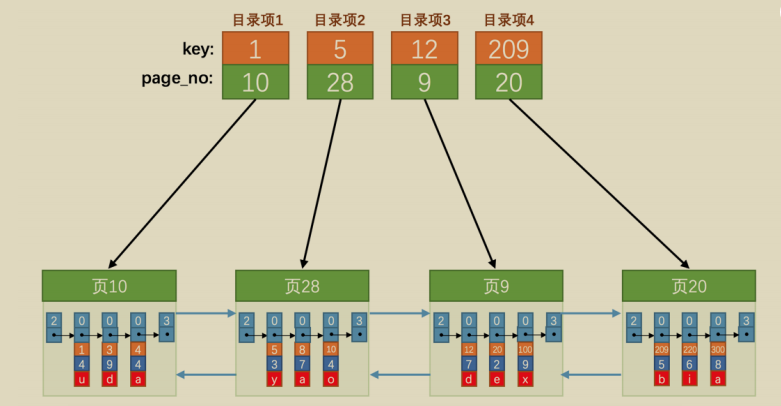 目录项1 目录项2 目录项3 目录项4
key: 1 5 12 209
page_no: 10 28 9 20
页10 页28 页9 页20
2 0 0 0 3 2 0 0 0 3 2 0 0 0 3 2 0 0 0 3
1 3 4 5 8 10 12 20 100 209 220 300
4 9 4 3 7 4 7 2 9 5 6 8
u d a y a o d e x b i a